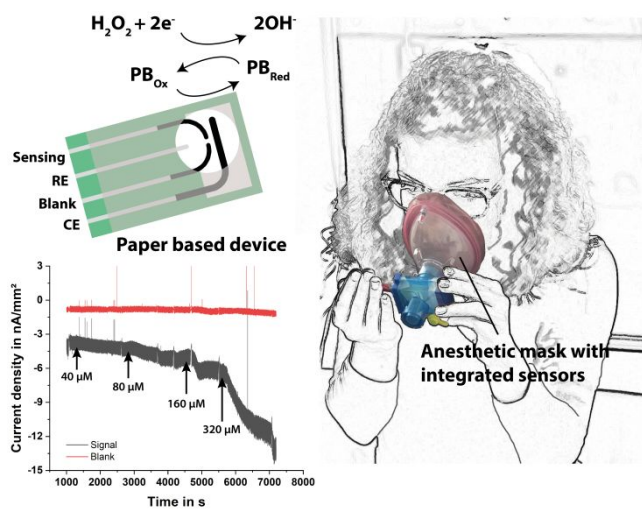 H₂O₂ + 2e⁻
2OH⁻
PB_Ox
PB_Red
Sensing
RE
Blank
CE
Paper based device
Current density in nA/mm²
3
0
-3
-6
-9
-12
-15
40 µM
80 µM
160 µM
320 µM
Signal
Blank
1000 2000 3000 4000 5000 6000 7000 8000
Time in s
Anesthetic mask with
integrated sensors